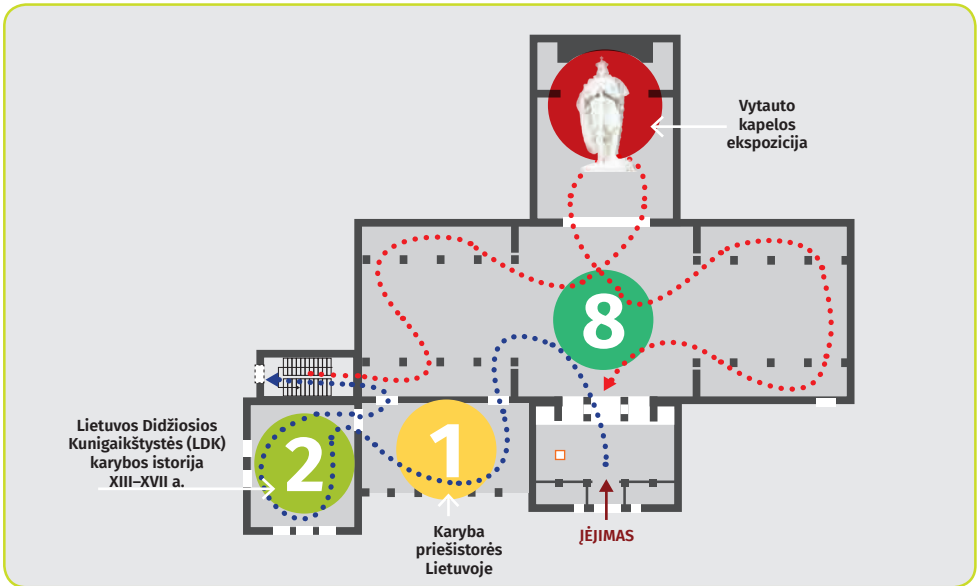 Vytauto
kapelos
ekspozicija
8
1
2
Lietuvos Didžiosios
Kunigaikštystės (LDK)
karybos istorija
XIII–XVII a.
Karyba
priešistorės
Lietuvoje
ĮĖJIMAS